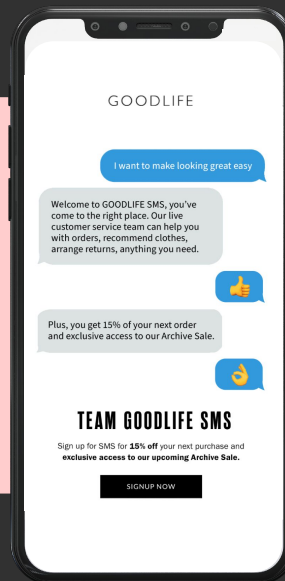 GOODLIFE
I want to make looking great easy
Welcome to GOODLIFE SMS, you've
come to the right place. Our live
customer service team can help you
with orders, recommend clothes,
arrange returns, anything you need.
Plus, you get 15% of your next order
and exclusive access to our Archive Sale.
TEAM GOODLIFE SMS
Sign up for SMS for 15% off your next purchase and
exclusive access to our upcoming Archive Sale.
SIGNUP NOW